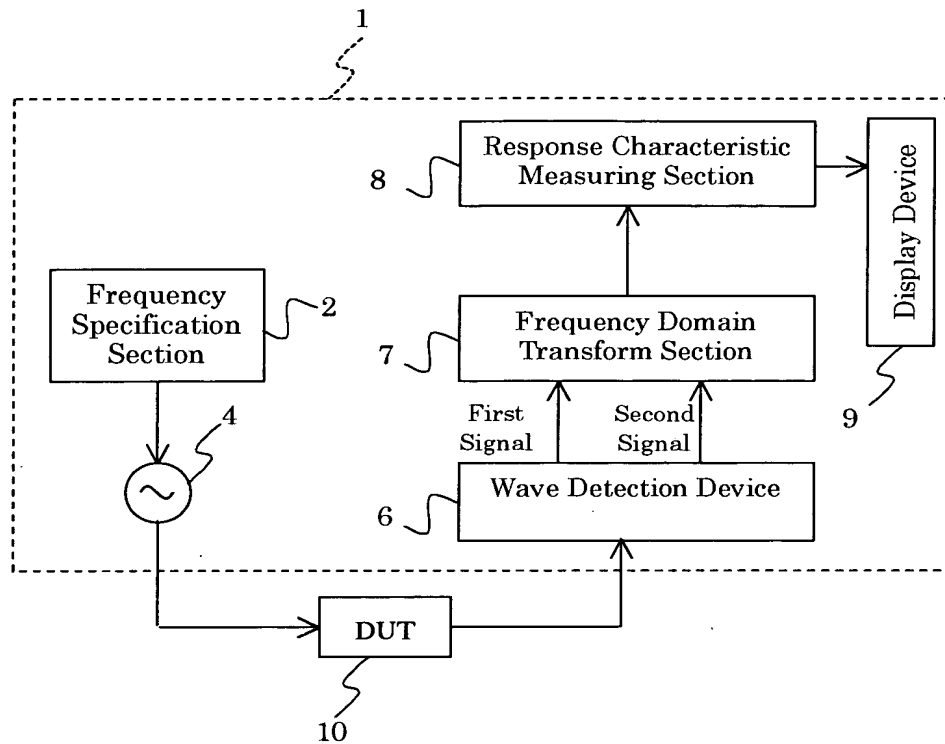 1
Response Characteristic
Measuring Section
8
Display Device
Frequency
Specification
Section
2
Frequency Domain
Transform Section
7
9
First
Signal
Second
Signal
4
Wave Detection Device
6
DUT
10